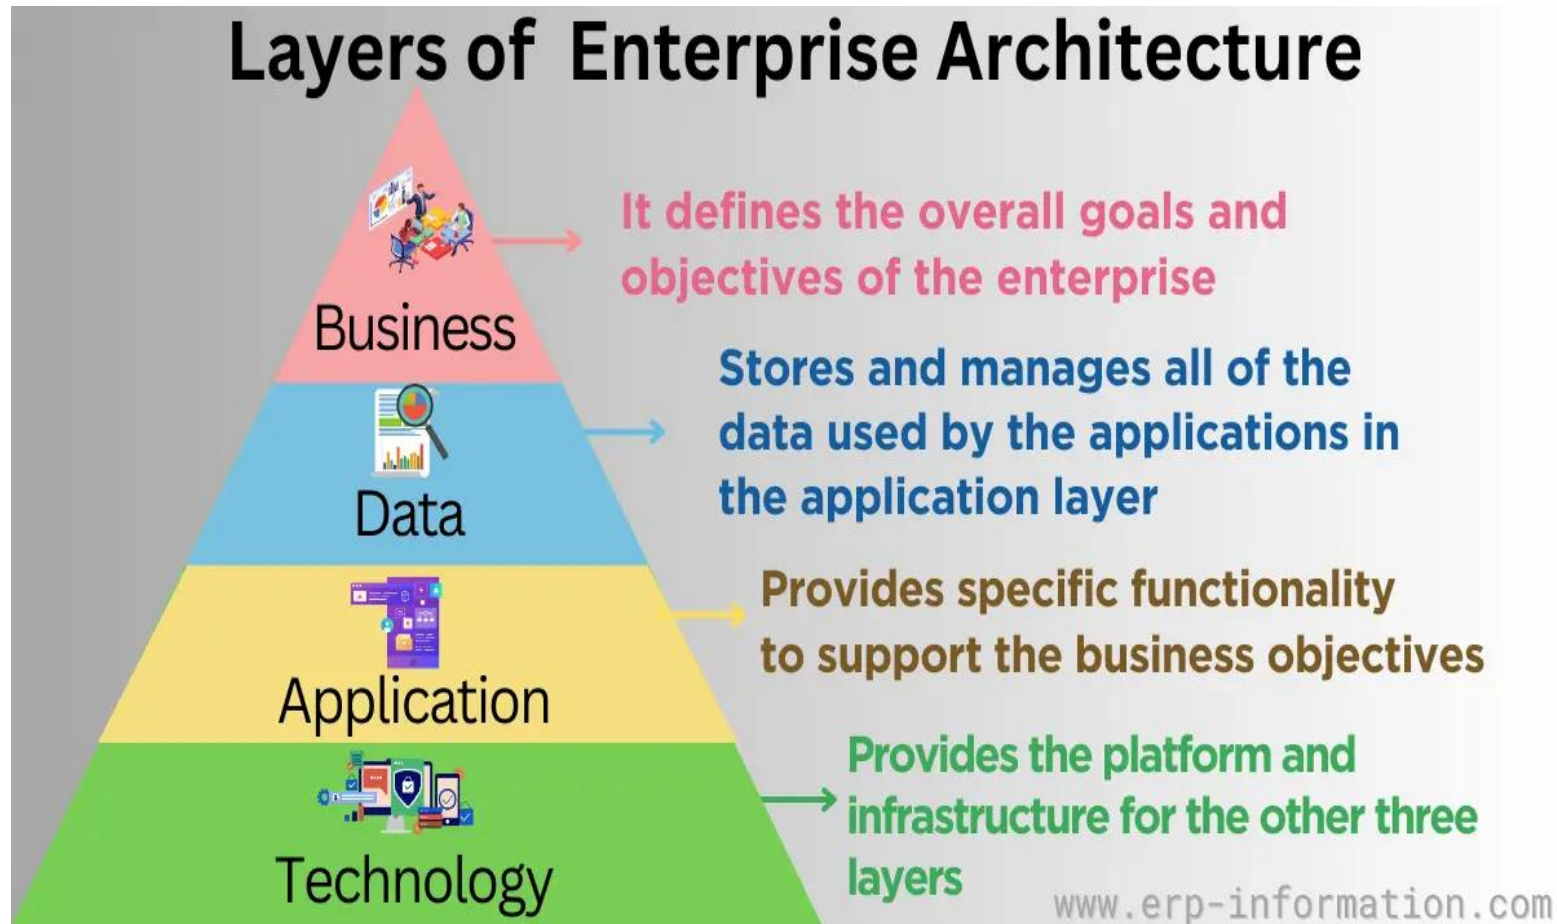 Layers of Enterprise Architecture
It defines the overall goals and
objectives of the enterprise
Business
Stores and manages all of the
data used by the applications in
the application layer
Data
Provides specific functionality
to support the business objectives
Application
Provides the platform and
infrastructure for the other three
layers
Technology
www.erp-information.com